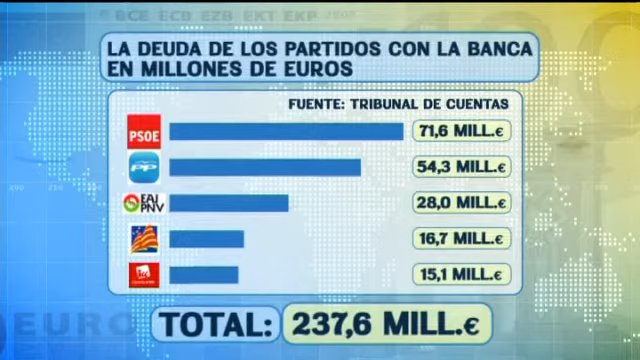 BCE ECB EZB EKT EKP 2002
LA DEUDA DE LOS PARTIDOS CON LA BANCA
EN MILLONES DE EUROS
FUENTE: TRIBUNAL DE CUENTAS
PSOE 71,6 MILL.€
PP 54,3 MILL.€
EAJ
PNV 28,0 MILL.€
16,7 MILL.€
15,1 MILL.€
EURO
TOTAL: 237,6 MILL.€